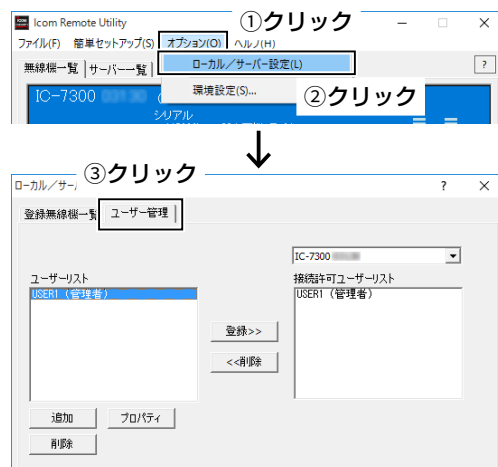 Icom Remote Utility
①クリック
ファイル(F) 簡単セットアップ(S) オプション(O) ヘルプ(H)
無線機一覧 サーバー一覧 ローカル／サーバー設定(L) ?
環境設定(S)...
②クリック
IC-7300
シリアル
③クリック
ローカル／サー
? ×
登録無線機一覧 ユーザー管理
IC-7300
ユーザーリスト 接続許可ユーザーリスト
USER1 (管理者) USER1 (管理者)
登録>>
<<削除
追加 プロパティ
削除